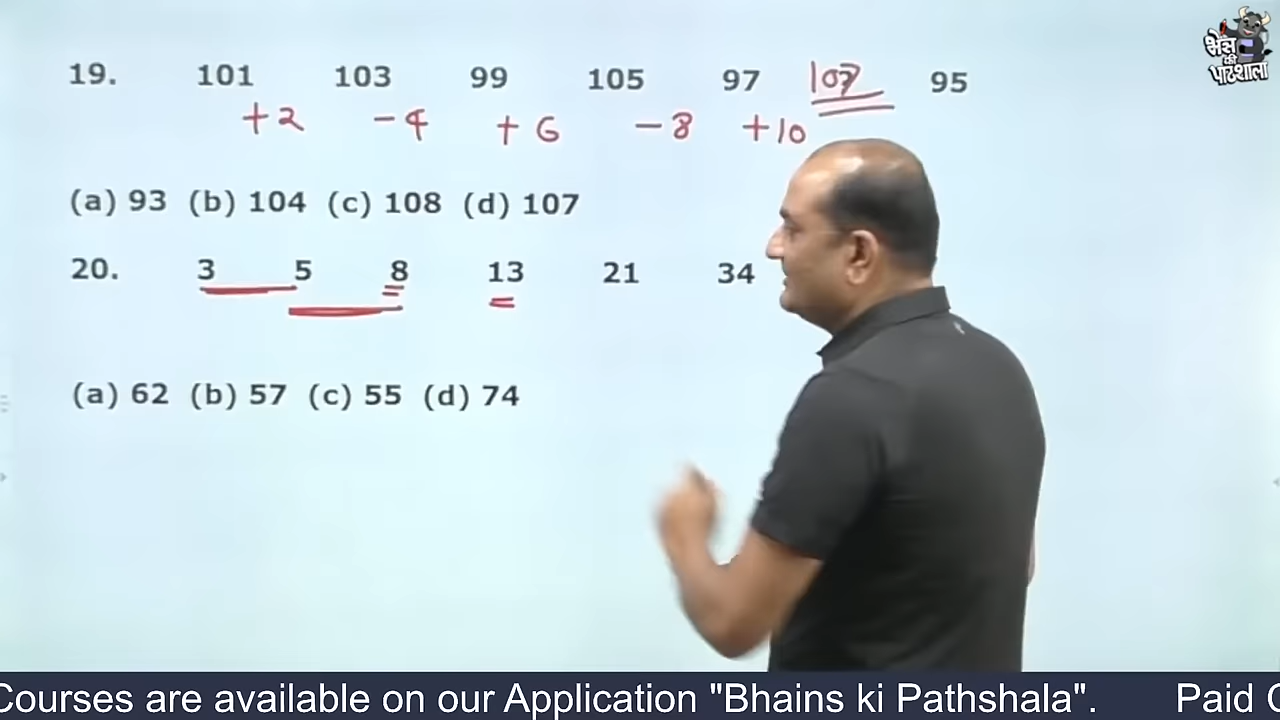 भैंस
की
पाठशाला
19. 101 103 99 105 97 107 95
+2 -4 +6 -8 +10
(a) 93 (b) 104 (c) 108 (d) 107
20. 3 5 8 13 21 34
(a) 62 (b) 57 (c) 55 (d) 74
Courses are available on our Application "Bhains ki Pathshala". Paid C